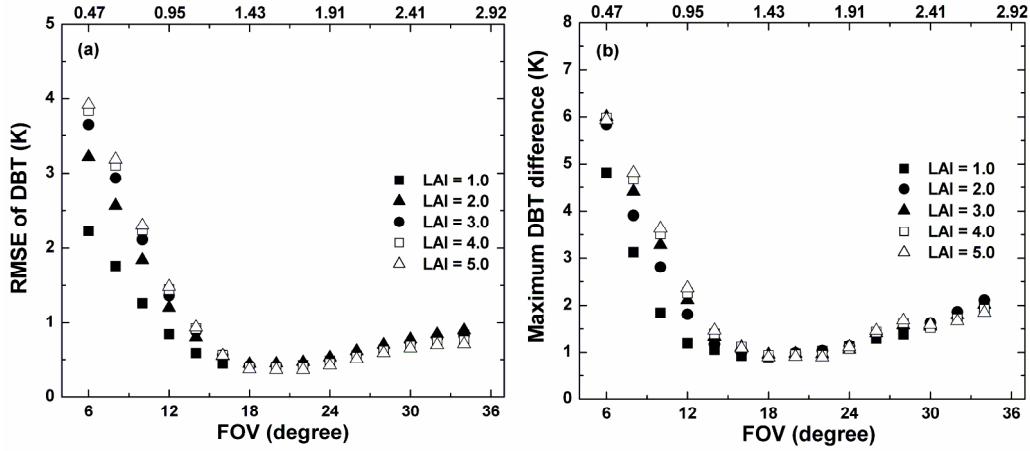 0.47 0.95 1.43 1.91 2.41 2.92
(a)
RMSE of DBT (K)
5
4
3
2
1
0
LAI = 1.0
LAI = 2.0
LAI = 3.0
LAI = 4.0
LAI = 5.0
6 12 18 24 30 36
FOV (degree)
0.47 0.95 1.43 1.91 2.41 2.92
(b)
Maximum DBT difference (K)
8
7
6
5
4
3
2
1
0
LAI = 1.0
LAI = 2.0
LAI = 3.0
LAI = 4.0
LAI = 5.0
6 12 18 24 30 36
FOV (degree)